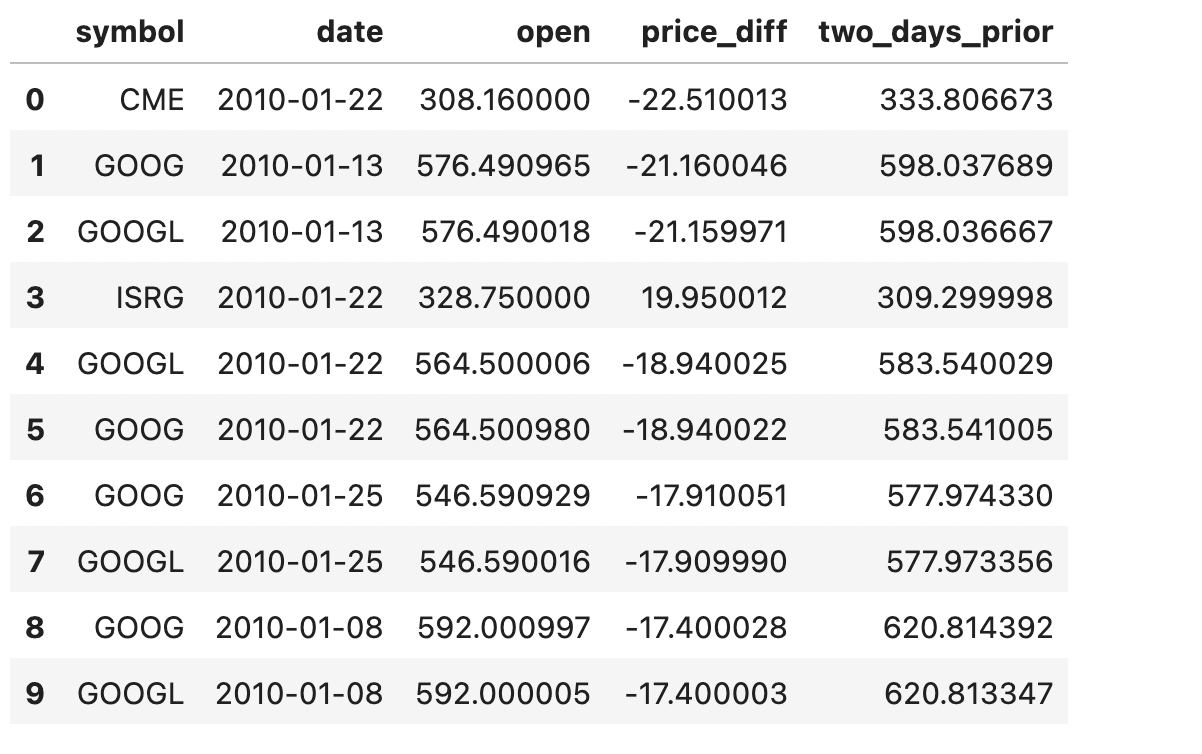 symbol date open price_diff two_days_prior
0 CME 2010-01-22 308.160000 -22.510013 333.806673
1 GOOG 2010-01-13 576.490965 -21.160046 598.037689
2 GOOGL 2010-01-13 576.490018 -21.159971 598.036667
3 ISRG 2010-01-22 328.750000 19.950012 309.299998
4 GOOGL 2010-01-22 564.500006 -18.940025 583.540029
5 GOOG 2010-01-22 564.500980 -18.940022 583.541005
6 GOOG 2010-01-25 546.590929 -17.910051 577.974330
7 GOOGL 2010-01-25 546.590016 -17.909990 577.973356
8 GOOG 2010-01-08 592.000997 -17.400028 620.814392
9 GOOGL 2010-01-08 592.000005 -17.400003 620.813347